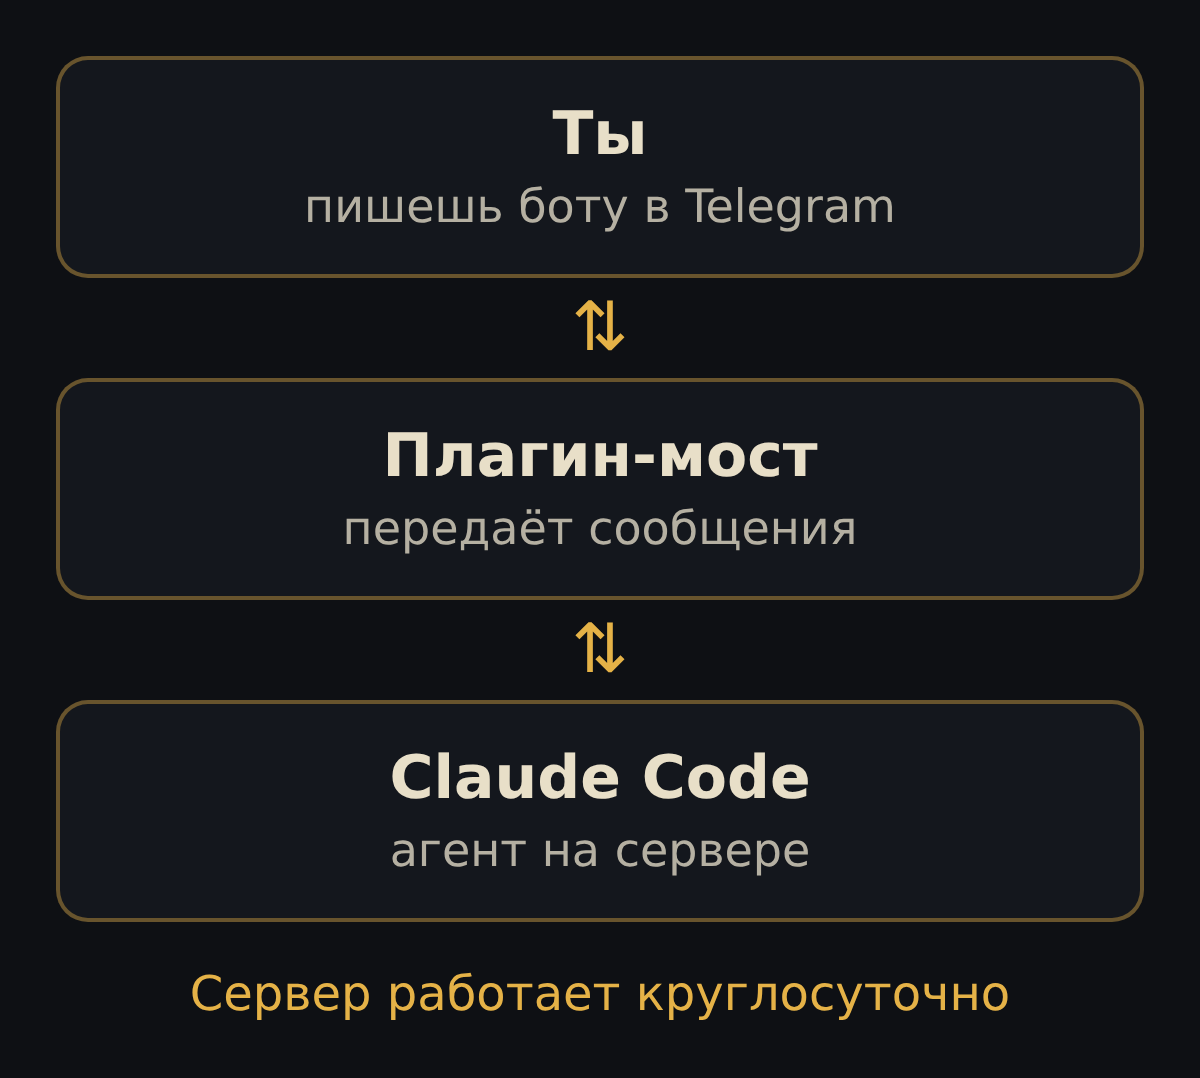 Ты
пишешь боту в Telegram
⇅
Плагин-мост
передаёт сообщения
⇅
Claude Code
агент на сервере
Сервер работает круглосуточно